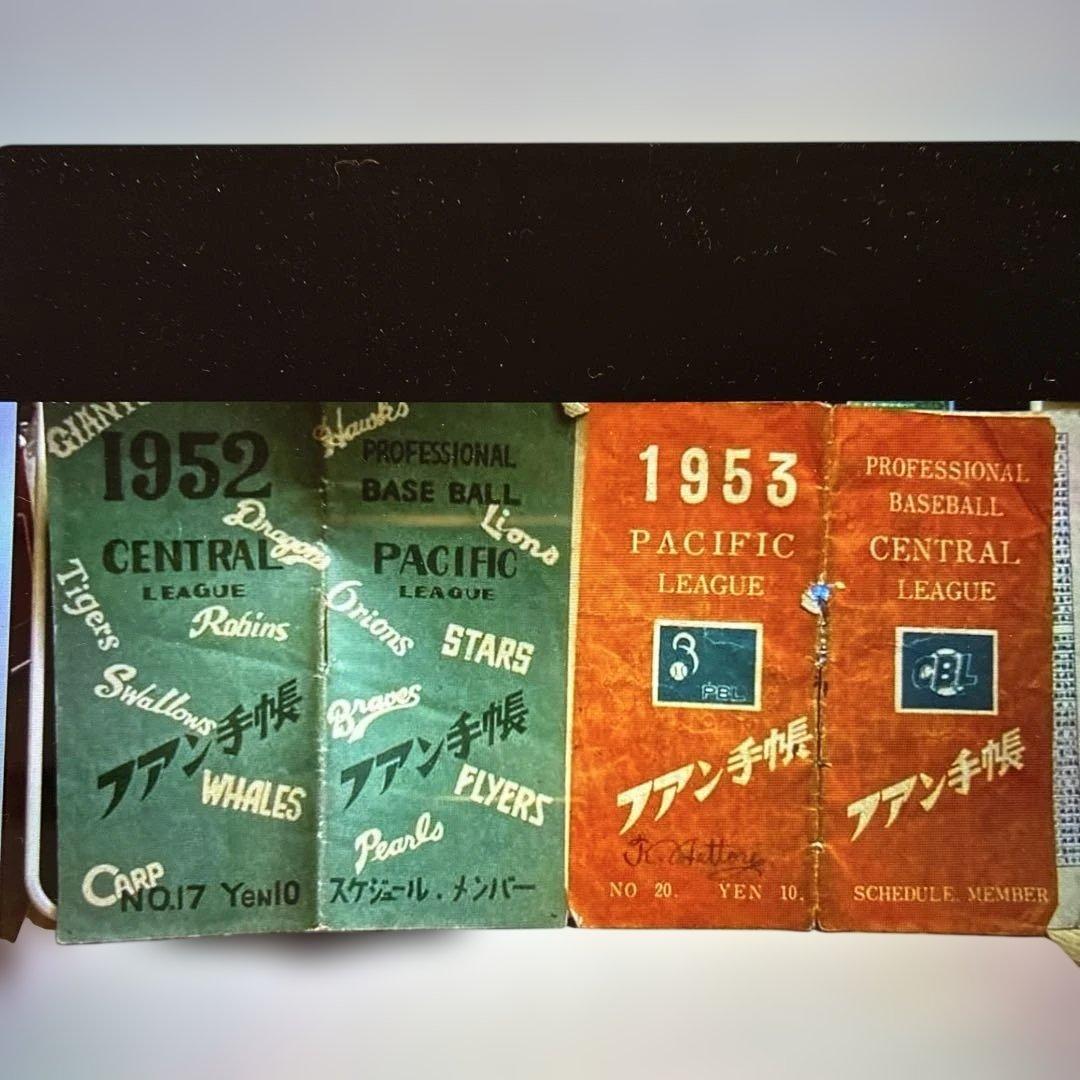 GIANT
1952
CENTRAL
LEAGUE
Dragons
Tigers
Robins
Swallows
フアン手帳
WHALES
CARP
NO.17 YEN10
Hawks
PROFESSIONAL
BASE BALL
Lions
PACIFIC
LEAGUE
Orions
STARS
Braves
フアン手帳
FLYERS
Pearls
スケジュール.メンバー
1953
PACIFIC
LEAGUE
3
PBL
フアン手帳
NO 20. YEN 10.
PROFESSIONAL
BASEBALL
CENTRAL
LEAGUE
CBL
フアン手帳
SCHEDULE. MEMBER